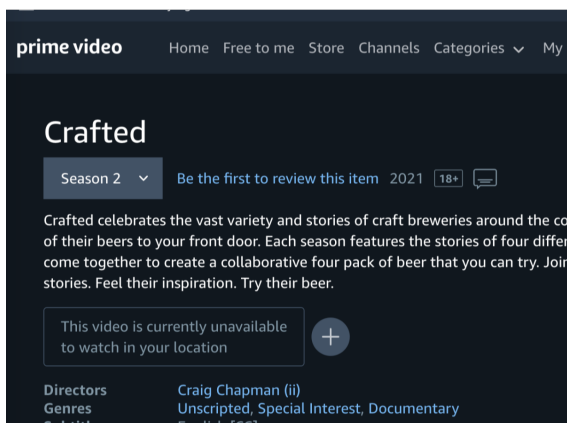 prime video Home Free to me Store Channels Categories My
Crafted
Season 2 Be the first to review this item 2021 18+
Crafted celebrates the vast variety and stories of craft breweries around the co
of their beers to your front door. Each season features the stories of four differ
come together to create a collaborative four pack of beer that you can try. Join
stories. Feel their inspiration. Try their beer.
This video is currently unavailable
to watch in your location
Directors Craig Chapman (ii)
Genres Unscripted, Special Interest, Documentary